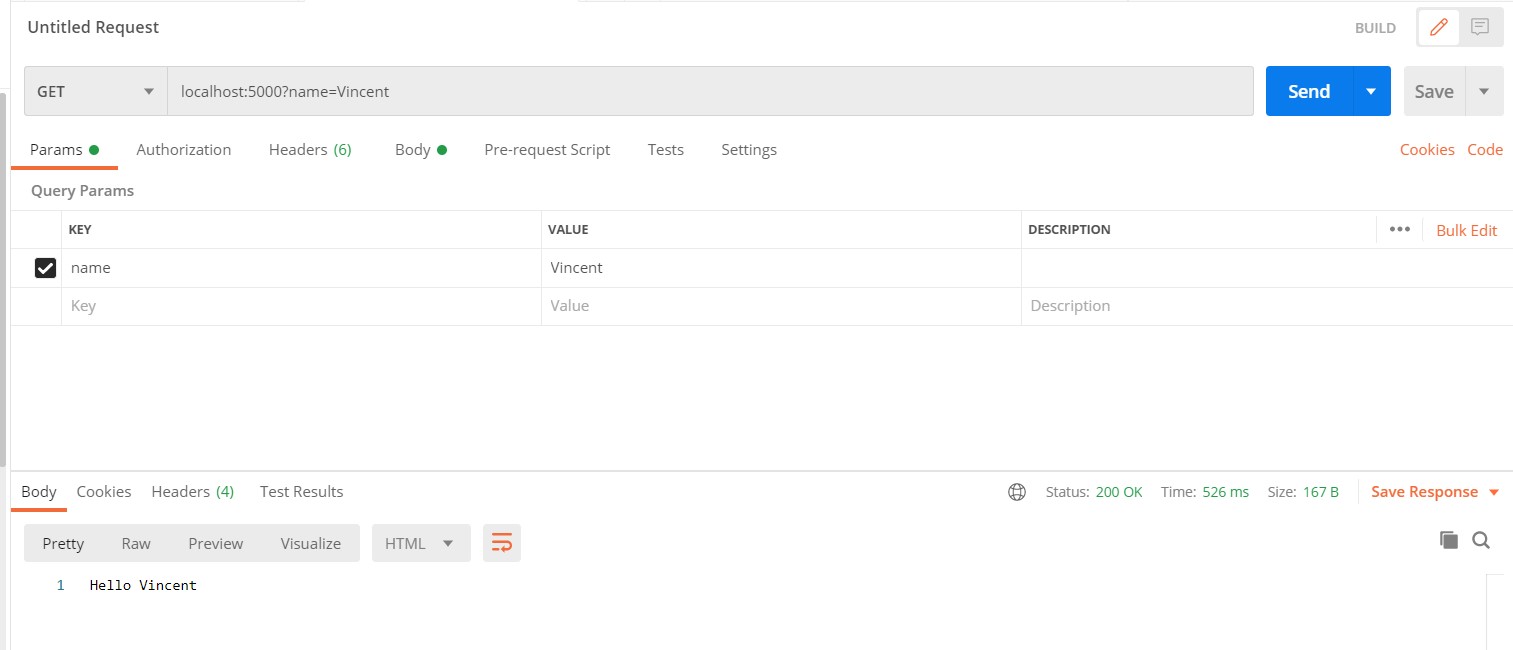 Untitled Request
BUILD
GET
localhost:5000?name=Vincent
Send
Save
Params
Authorization
Headers (6)
Body
Pre-request Script
Tests
Settings
Cookies
Code
Query Params
KEY
VALUE
DESCRIPTION
Bulk Edit
name
Vincent
Key
Value
Description
Body
Cookies
Headers (4)
Test Results
Status: 200 OK
Time: 526 ms
Size: 167 B
Save Response
Pretty
Raw
Preview
Visualize
HTML
1 Hello Vincent